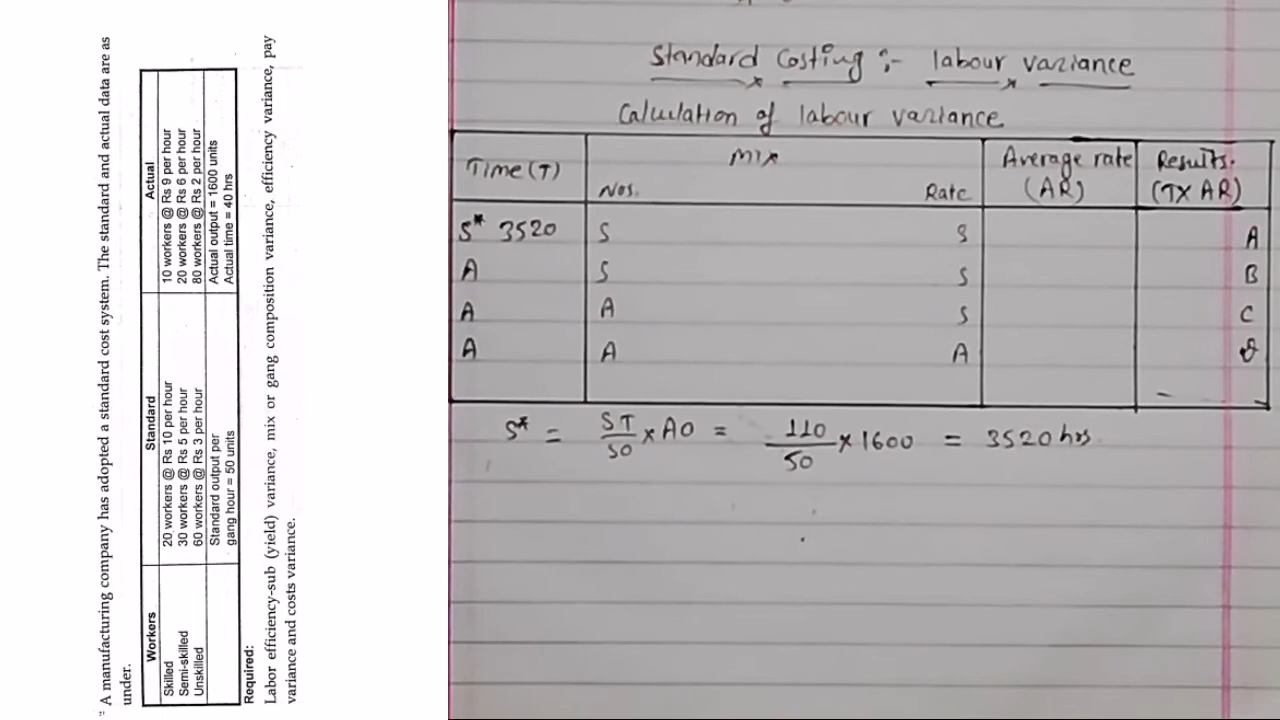 A manufacturing company has adopted a standard cost system. The standard and actual data are as
under.
Workers Standard Actual
Skilled 20 workers @ Rs 10 per hour 10 workers @ Rs 9 per hour
Semi-skilled 30 workers @ Rs 5 per hour 20 workers @ Rs 6 per hour
Unskilled 60 workers @ Rs 3 per hour 80 workers @ Rs 2 per hour
Standard output per Actual output = 1600 units
gang hour = 50 units Actual time = 40 hrs
Required:
Labor efficiency-sub (yield) variance, mix or gang composition variance, efficiency variance, pay
variance and costs variance.
Standard Costing :- labour variance
Calculation of labour variance
Time (T) Mix Average rate Results.
Nos. Rate (AR) (TX AR)
S* 3520 S S A
A S S B
A A S C
A A A D
S* = ST/SO X AO = 110/50 X 1600 = 3520 hrs